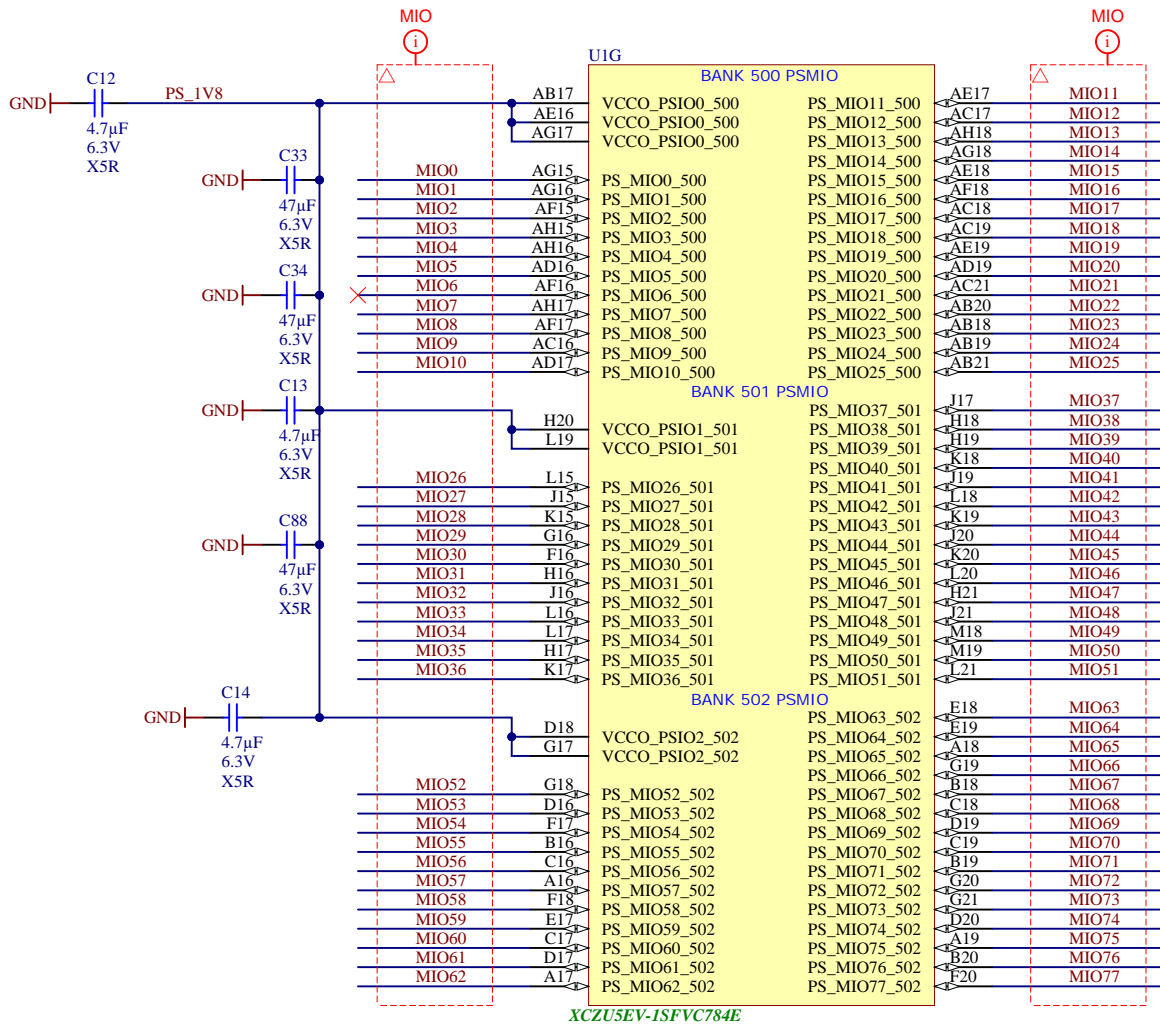 MIO MIO
i i
U1G
BANK 500 PSMIO
C12
GND PS_1V8 AB17 VCCO_PSIO0_500 PS_MIO11_500 AE17 MIO11
4.7µF AE16 VCCO_PSIO0_500 PS_MIO12_500 AC17 MIO12
6.3V AG17 VCCO_PSIO0_500 PS_MIO13_500 AH18 MIO13
X5R PS_MIO14_500 AG18 MIO14
C33
GND MIO0 AG15 PS_MIO0_500 PS_MIO15_500 AE18 MIO15
47µF MIO1 AG16 PS_MIO1_500 PS_MIO16_500 AF18 MIO16
6.3V MIO2 AF15 PS_MIO2_500 PS_MIO17_500 AC18 MIO17
X5R MIO3 AH15 PS_MIO3_500 PS_MIO18_500 AC19 MIO18
MIO4 AH16 PS_MIO4_500 PS_MIO19_500 AE19 MIO19
C34 MIO5 AD16 PS_MIO5_500 PS_MIO20_500 AD19 MIO20
GND MIO6 AF16 PS_MIO6_500 PS_MIO21_500 AC21 MIO21
47µF MIO7 AH17 PS_MIO7_500 PS_MIO22_500 AB20 MIO22
6.3V MIO8 AF17 PS_MIO8_500 PS_MIO23_500 AB18 MIO23
X5R MIO9 AC16 PS_MIO9_500 PS_MIO24_500 AB19 MIO24
MIO10 AD17 PS_MIO10_500 PS_MIO25_500 AB21 MIO25
C13 BANK 501 PSMIO
GND PS_MIO37_501 J17 MIO37
4.7µF H20 VCCO_PSIO1_501 PS_MIO38_501 H18 MIO38
6.3V L19 VCCO_PSIO1_501 PS_MIO39_501 H19 MIO39
X5R PS_MIO40_501 K18 MIO40
MIO26 L15 PS_MIO26_501 PS_MIO41_501 J19 MIO41
MIO27 J15 PS_MIO27_501 PS_MIO42_501 L18 MIO42
C88 MIO28 K15 PS_MIO28_501 PS_MIO43_501 K19 MIO43
GND MIO29 G16 PS_MIO29_501 PS_MIO44_501 J20 MIO44
47µF MIO30 F16 PS_MIO30_501 PS_MIO45_501 K20 MIO45
6.3V MIO31 H16 PS_MIO31_501 PS_MIO46_501 L20 MIO46
X5R MIO32 J16 PS_MIO32_501 PS_MIO47_501 H21 MIO47
MIO33 L16 PS_MIO33_501 PS_MIO48_501 J21 MIO48
MIO34 L17 PS_MIO34_501 PS_MIO49_501 M18 MIO49
MIO35 H17 PS_MIO35_501 PS_MIO50_501 M19 MIO50
MIO36 K17 PS_MIO36_501 PS_MIO51_501 L21 MIO51
C14 BANK 502 PSMIO
GND PS_MIO63_502 E18 MIO63
4.7µF D18 VCCO_PSIO2_502 PS_MIO64_502 E19 MIO64
6.3V G17 VCCO_PSIO2_502 PS_MIO65_502 A18 MIO65
X5R PS_MIO66_502 G19 MIO66
MIO52 G18 PS_MIO52_502 PS_MIO67_502 B18 MIO67
MIO53 D16 PS_MIO53_502 PS_MIO68_502 C18 MIO68
MIO54 F17 PS_MIO54_502 PS_MIO69_502 D19 MIO69
MIO55 B16 PS_MIO55_502 PS_MIO70_502 C19 MIO70
MIO56 C16 PS_MIO56_502 PS_MIO71_502 B19 MIO71
MIO57 A16 PS_MIO57_502 PS_MIO72_502 G20 MIO72
MIO58 F18 PS_MIO58_502 PS_MIO73_502 G21 MIO73
MIO59 E17 PS_MIO59_502 PS_MIO74_502 D20 MIO74
MIO60 C17 PS_MIO60_502 PS_MIO75_502 A19 MIO75
MIO61 D17 PS_MIO61_502 PS_MIO76_502 B20 MIO76
MIO62 A17 PS_MIO62_502 PS_MIO77_502 F20 MIO77
XCZU5EV-1SFVC784E